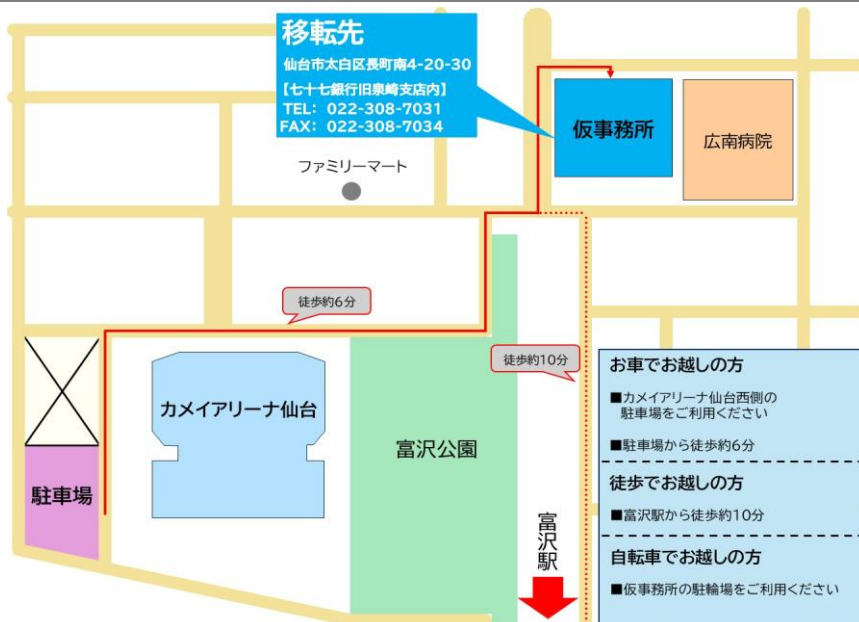 移転先
仙台市太白区長町南4-20-30
【七十七銀行旧泉崎支店内】
TEL: 022-308-7031
FAX: 022-308-7034
仮事務所
広南病院
ファミリーマート
徒歩約6分
徒歩約10分
カメイアリーナ仙台
富沢公園
駐車場
富沢駅
お車でお越しの方
■カメイアリーナ仙台西側の
駐車場をご利用ください
■駐車場から徒歩約6分
徒歩でお越しの方
■富沢駅から徒歩約10分
自転車でお越しの方
■仮事務所の駐輪場をご利用ください